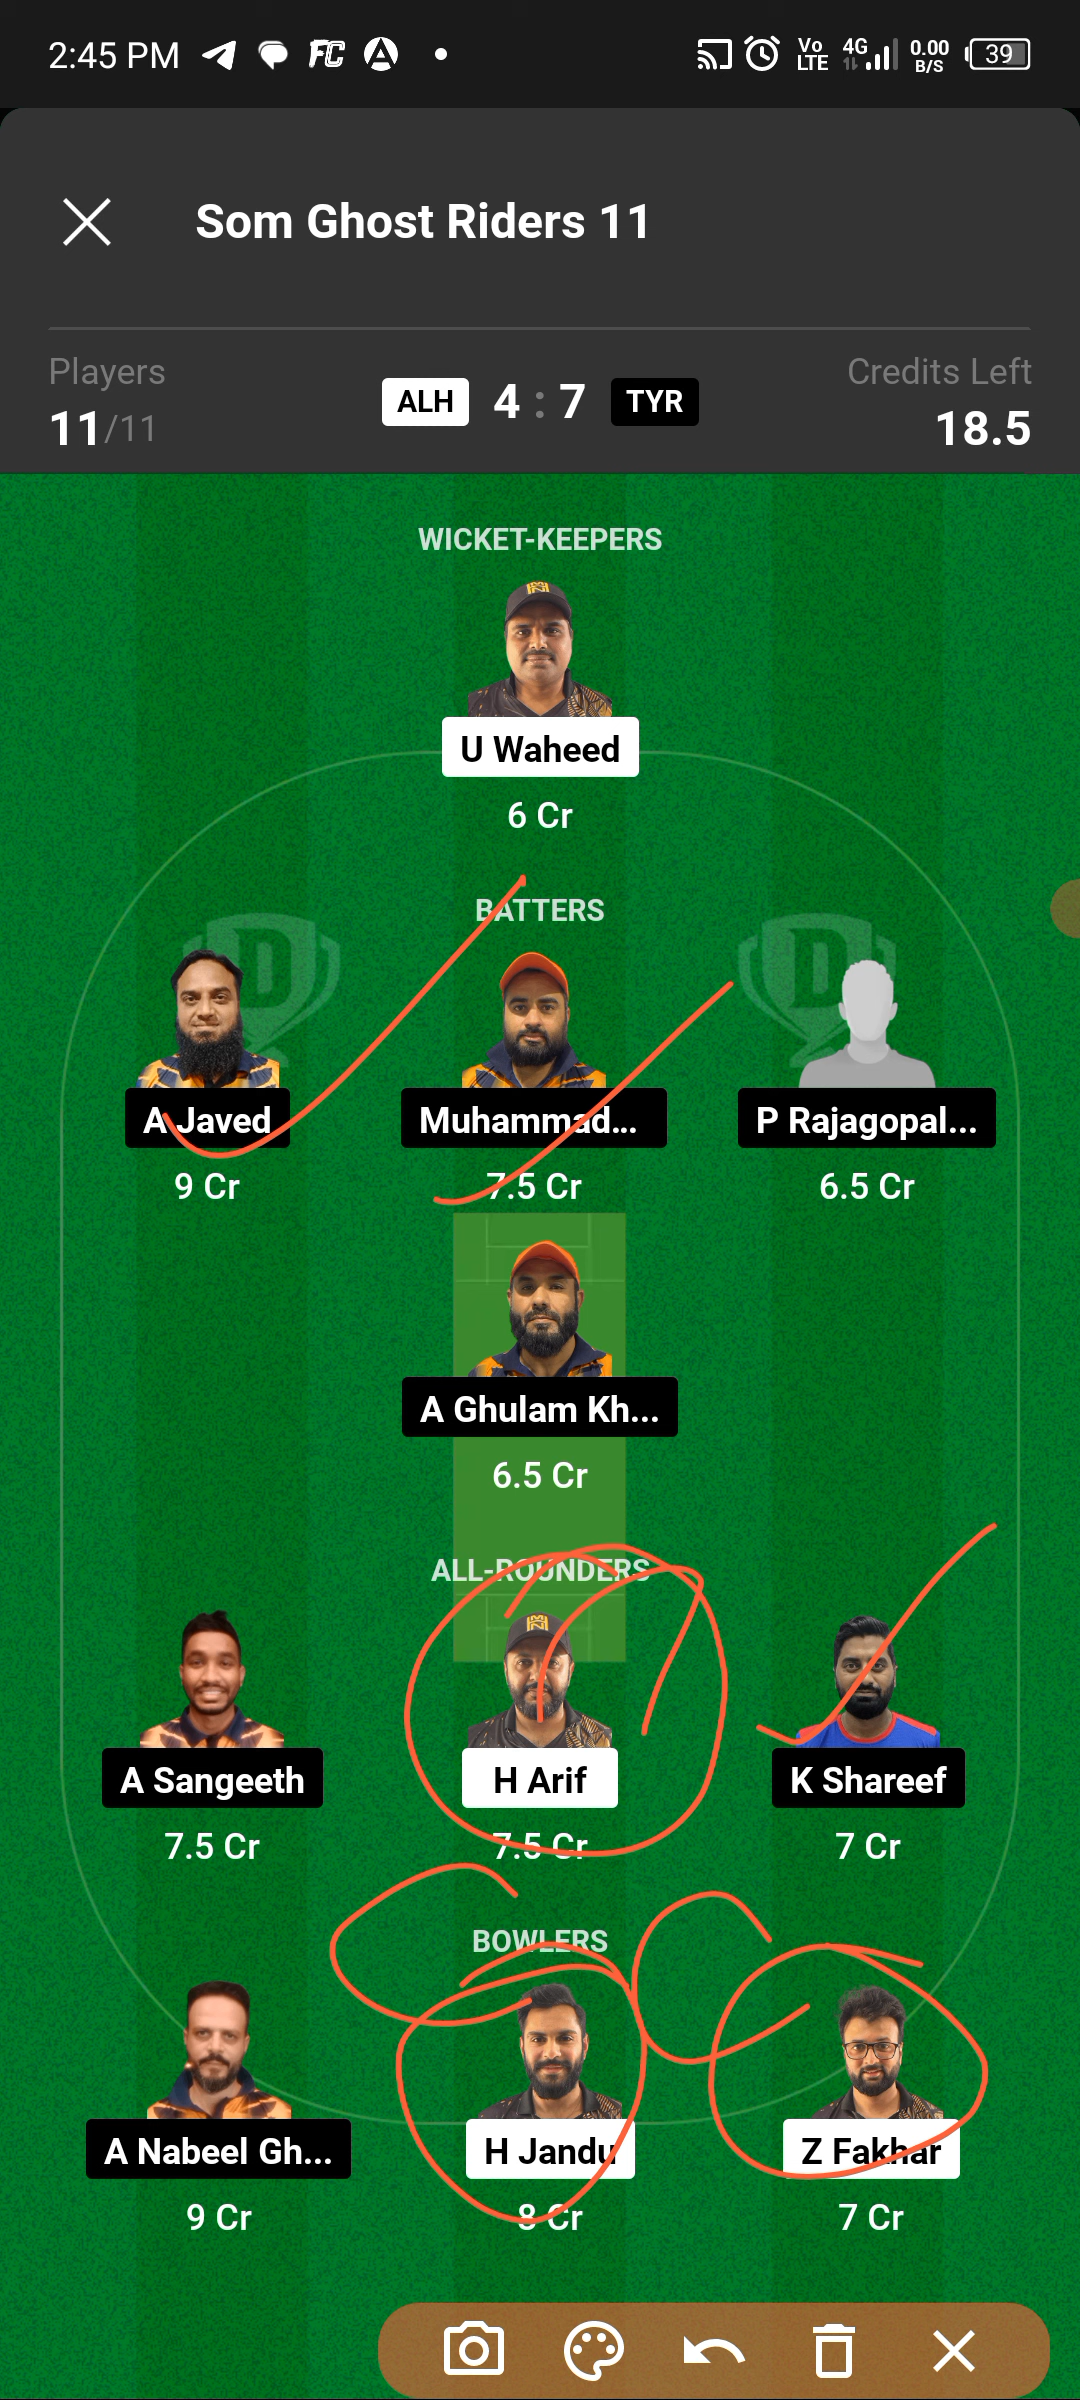 2:45 PM FC A Vo LTE 4G 0.00 B/S 39
Som Ghost Riders 11
Players Credits Left
11/11 ALH 4 : 7 TYR 18.5
WICKET-KEEPERS
U Waheed
6 Cr
BATTERS
A Javed Muhammad... P Rajagopal...
9 Cr 7.5 Cr 6.5 Cr
A Ghulam Kh...
6.5 Cr
ALL-ROUNDERS
A Sangeeth H Arif K Shareef
7.5 Cr 7.5 Cr 7 Cr
BOWLERS
A Nabeel Gh... H Jandu Z Fakhar
9 Cr 8 Cr 7 Cr